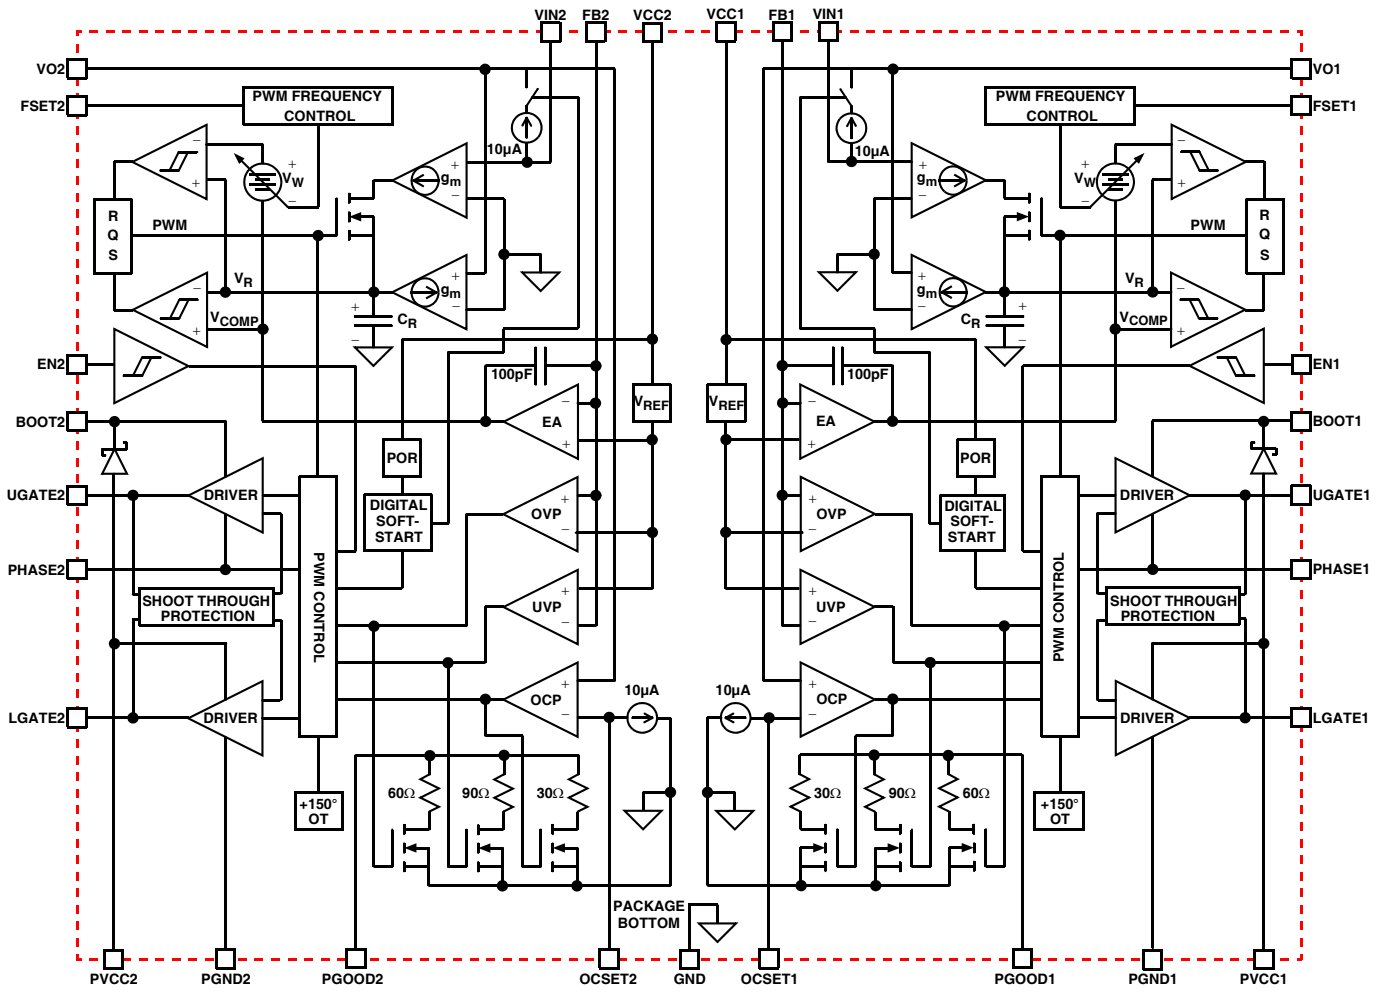 VIN2 FB2 VCC2 VCC1 FB1 VIN1
VO2
VO1
FSET2
FSET1
PWM FREQUENCY
CONTROL
PWM FREQUENCY
CONTROL
10µA
10µA
− + + VW −
gm + −
+ − gm
+ VW − − +
R
Q
S
PWM
R
Q
S
PWM
VR
VR
− +
gm + −
+ − gm
− +
VCOMP
VCOMP
+ CR −
+ CR −
EN2
EN1
100pF
100pF
VREF
VREF
EA − +
− + EA
BOOT2
BOOT1
POR
POR
UGATE2
UGATE1
DRIVER
DRIVER
DIGITAL
SOFT-
START
DIGITAL
SOFT-
START
OVP + −
+ − OVP
PHASE2
PHASE1
PWM CONTROL
PWM CONTROL
SHOOT THROUGH
PROTECTION
SHOOT THROUGH
PROTECTION
UVP + −
+ − UVP
LGATE2
LGATE1
DRIVER
DRIVER
OCP + −
+ − OCP
10µA
10µA
+150°
OT
+150°
OT
60Ω 90Ω 30Ω
30Ω 90Ω 60Ω
PACKAGE
BOTTOM
PVCC2 PGND2 PGOOD2 OCSET2 GND OCSET1 PGOOD1 PGND1 PVCC1